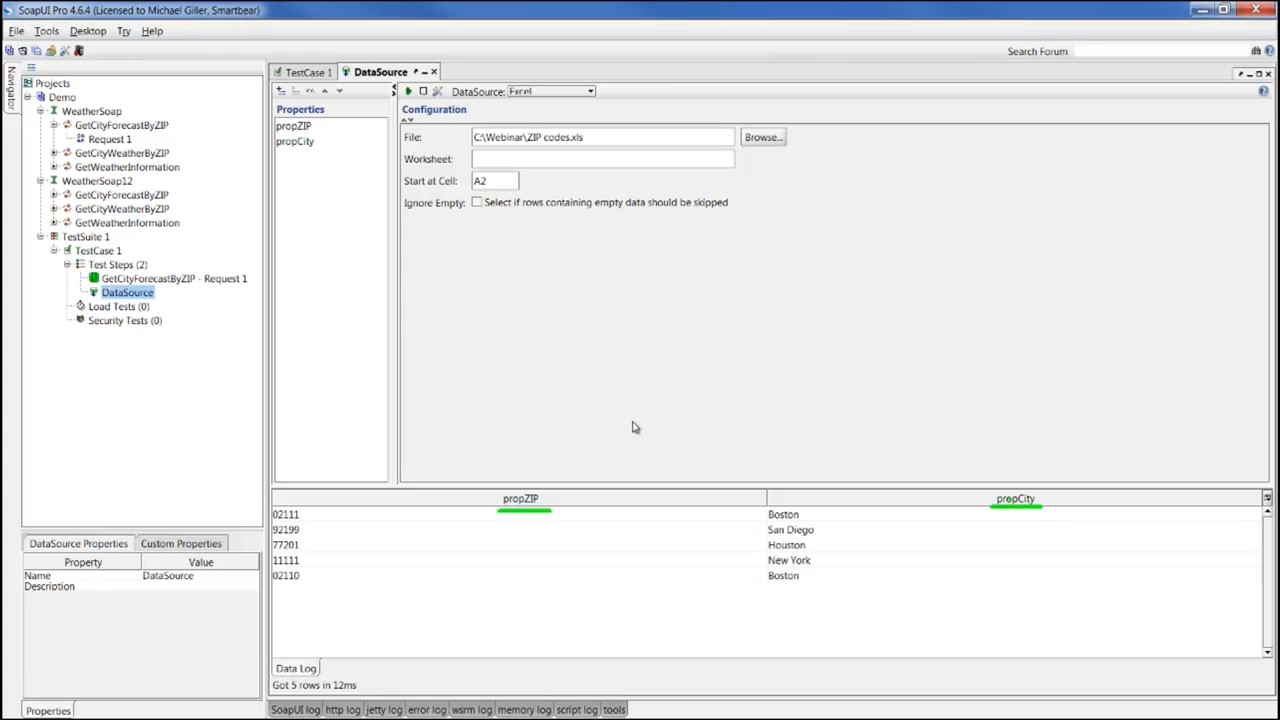 SoapUI Pro 4.6.4 (Licensed to Michael Giller, Smartbear)
File Tools Desktop Try Help
Search Forum
Navigator
Projects
Demo
WeatherSoap
GetCityForecastByZIP
Request 1
GetCityWeatherByZIP
GetWeatherInformation
WeatherSoap12
GetCityForecastByZIP
GetCityWeatherByZIP
GetWeatherInformation
TestSuite 1
TestCase 1
Test Steps (2)
GetCityForecastByZIP - Request 1
DataSource
Load Tests (0)
Security Tests (0)
DataSource Properties Custom Properties
Property Value
Name DataSource
Description
Properties
TestCase 1 DataSource
DataSource: Excel
Properties
propZIP
propCity
Configuration
File: C:\Webinar\ZIP codes.xls Browse...
Worksheet:
Start at Cell: A2
Ignore Empty: Select if rows containing empty data should be skipped
propZIP propCity
02111 Boston
92199 San Diego
77201 Houston
11111 New York
02110 Boston
Data Log
Got 5 rows in 12ms
SoapUI log http log jetty log error log wsrm log memory log script log tools